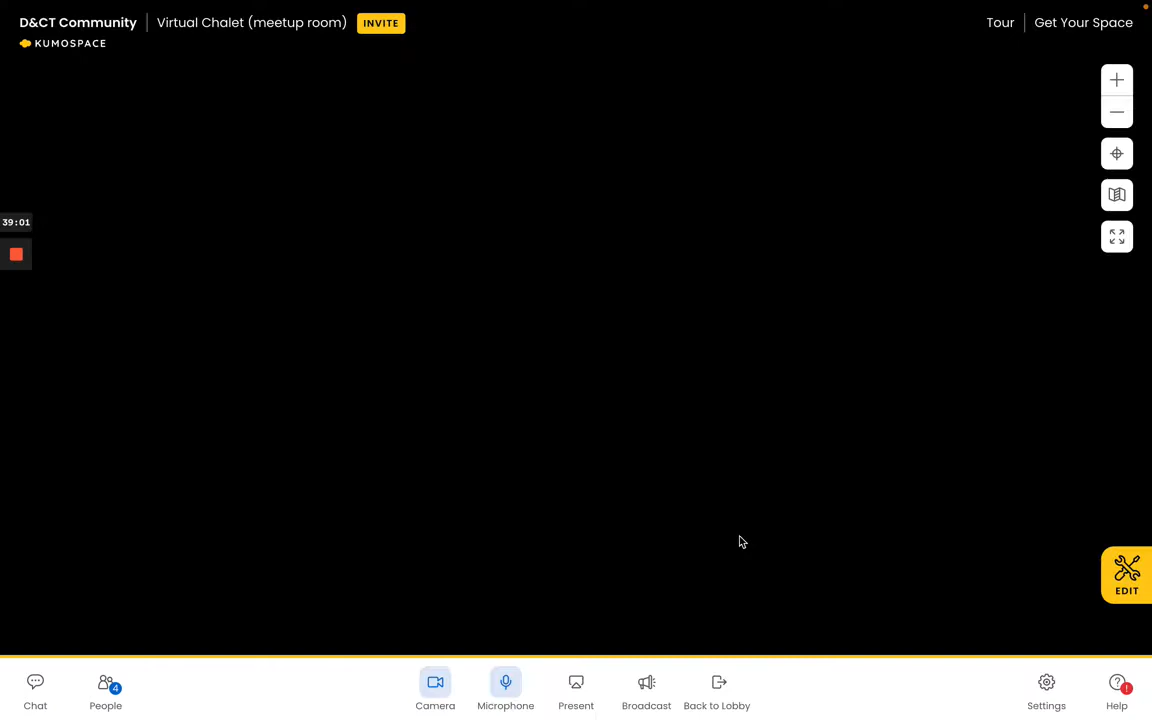 D&CT Community
Virtual Chalet (meetup room)
INVITE
Tour
Get Your Space
KUMOSPACE
39:01
EDIT
4
!
Chat
People
Camera
Microphone
Present
Broadcast
Back to Lobby
Settings
Help